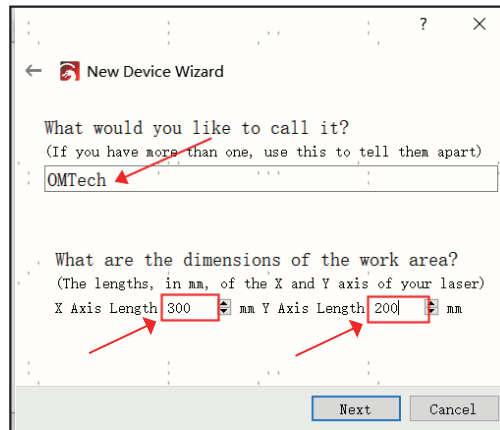 ?
New Device Wizard
What would you like to call it?
(If you have more than one, use this to tell them apart)
OMTech
What are the dimensions of the work area?
(The lengths, in mm, of the X and Y axis of your laser)
X Axis Length 300 mm Y Axis Length 200 mm
Next Cancel